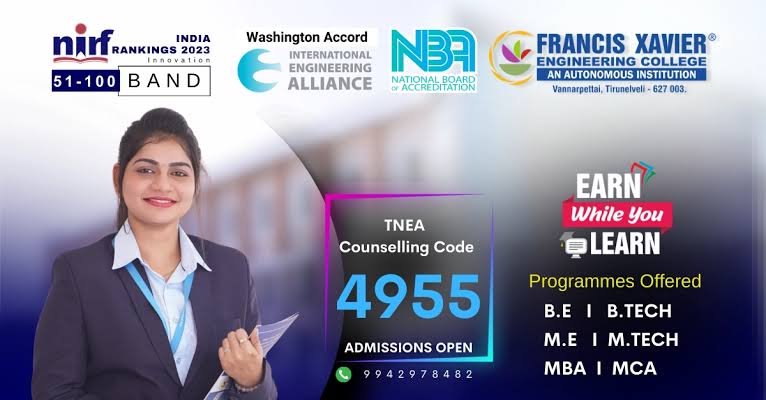 nirf
INDIA
RANKINGS 2023
Innovation
51-100 BAND
Washington Accord
INTERNATIONAL
ENGINEERING
ALLIANCE
NBA
NATIONAL BOARD
OF ACCREDITATION
FRANCIS XAVIER®
ENGINEERING COLLEGE
AN AUTONOMOUS INSTITUTION
Vannarpettai, Tirunelveli - 627 003.
TNEA
Counselling Code
4955
ADMISSIONS OPEN
9942978482
EARN
While You
LEARN
Programmes Offered
B.E I B.TECH
M.E I M.TECH
MBA I MCA